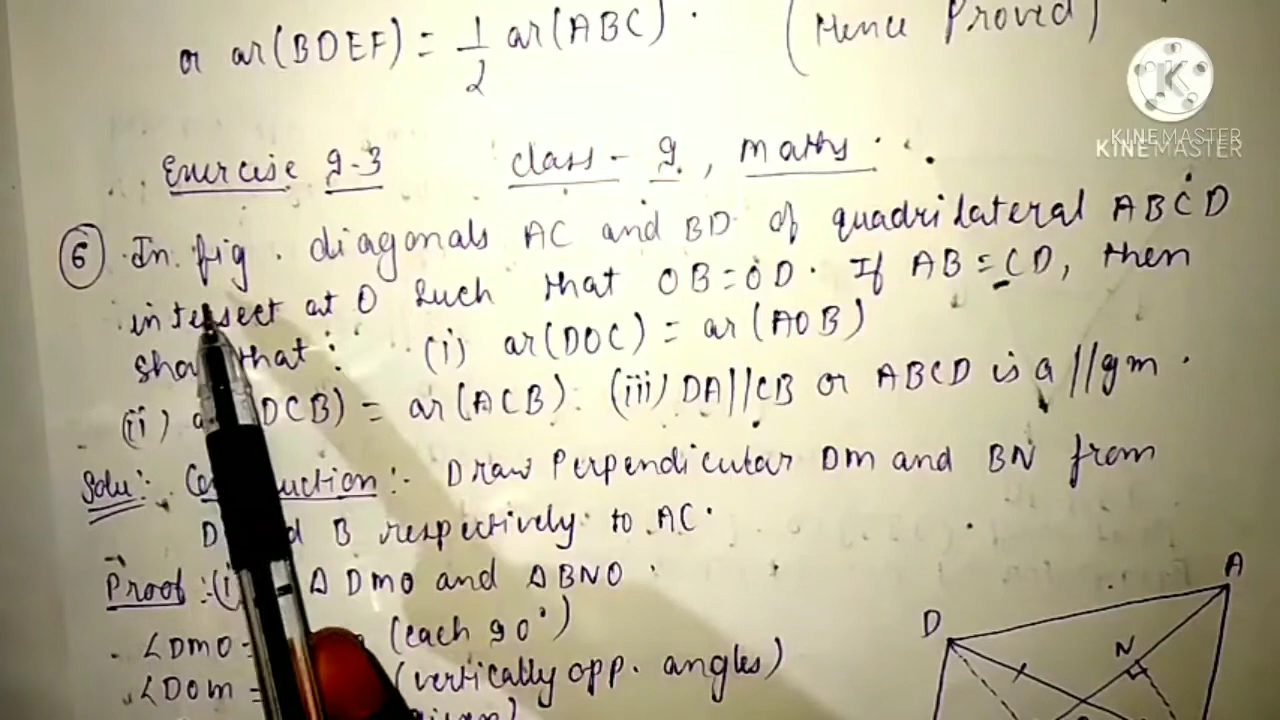 or ar(BDEF) = 1/2 ar(ABC). (Hence Proved)
KINEMASTER
KINEMASTER
Exercise 9.3 class - 9, maths.
(6) In fig. diagonals AC and BD of quadrilateral ABCD
intersect at O such that OB = OD. If AB = CD, then
that: (i) ar(DOC) = ar(AOB)
(ii) DCB) = ar(ACB). (iii) DA//CB or ABCD is a //gm.
Solu: Draw Perpendicular DM and BN from
D B respectively to AC.
Proof: (i) Δ DMO and ΔBNO.
∠DMO = (each 90°)
∠DOM = (vertically opp. angles)
A
D
N